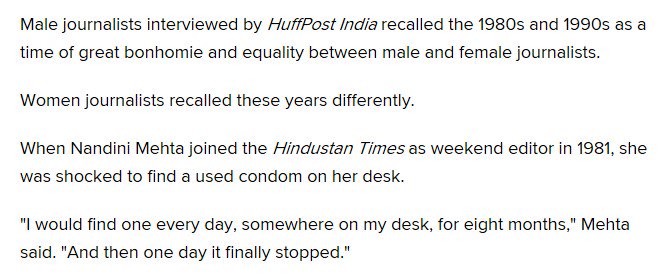 Male journalists interviewed by HuffPost India recalled the 1980s and 1990s as a
time of great bonhomie and equality between male and female journalists.
Women journalists recalled these years differently.
When Nandini Mehta joined the Hindustan Times as weekend editor in 1981, she
was shocked to find a used condom on her desk.
"I would find one every day, somewhere on my desk, for eight months," Mehta
said. "And then one day it finally stopped."